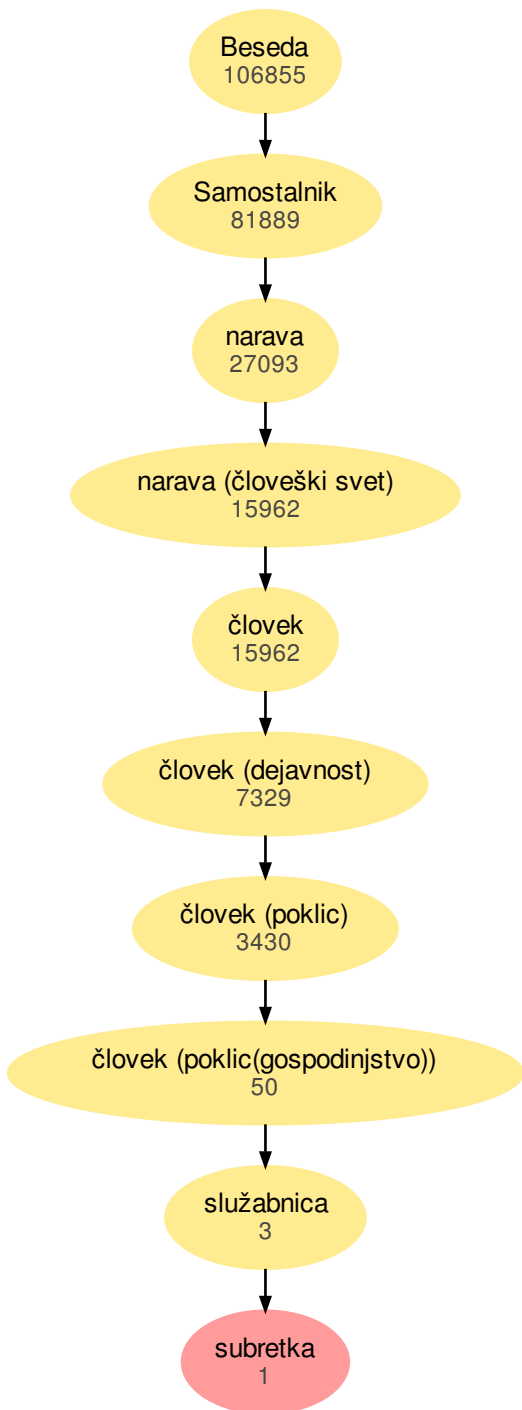 Beseda
106855
Samostalnik
81889
narava
27093
narava (človeški svet)
15962
človek
15962
človek (dejavnost)
7329
človek (poklic)
3430
človek (poklic(gospodinjstvo))
50
služabnica
3
subretka
1